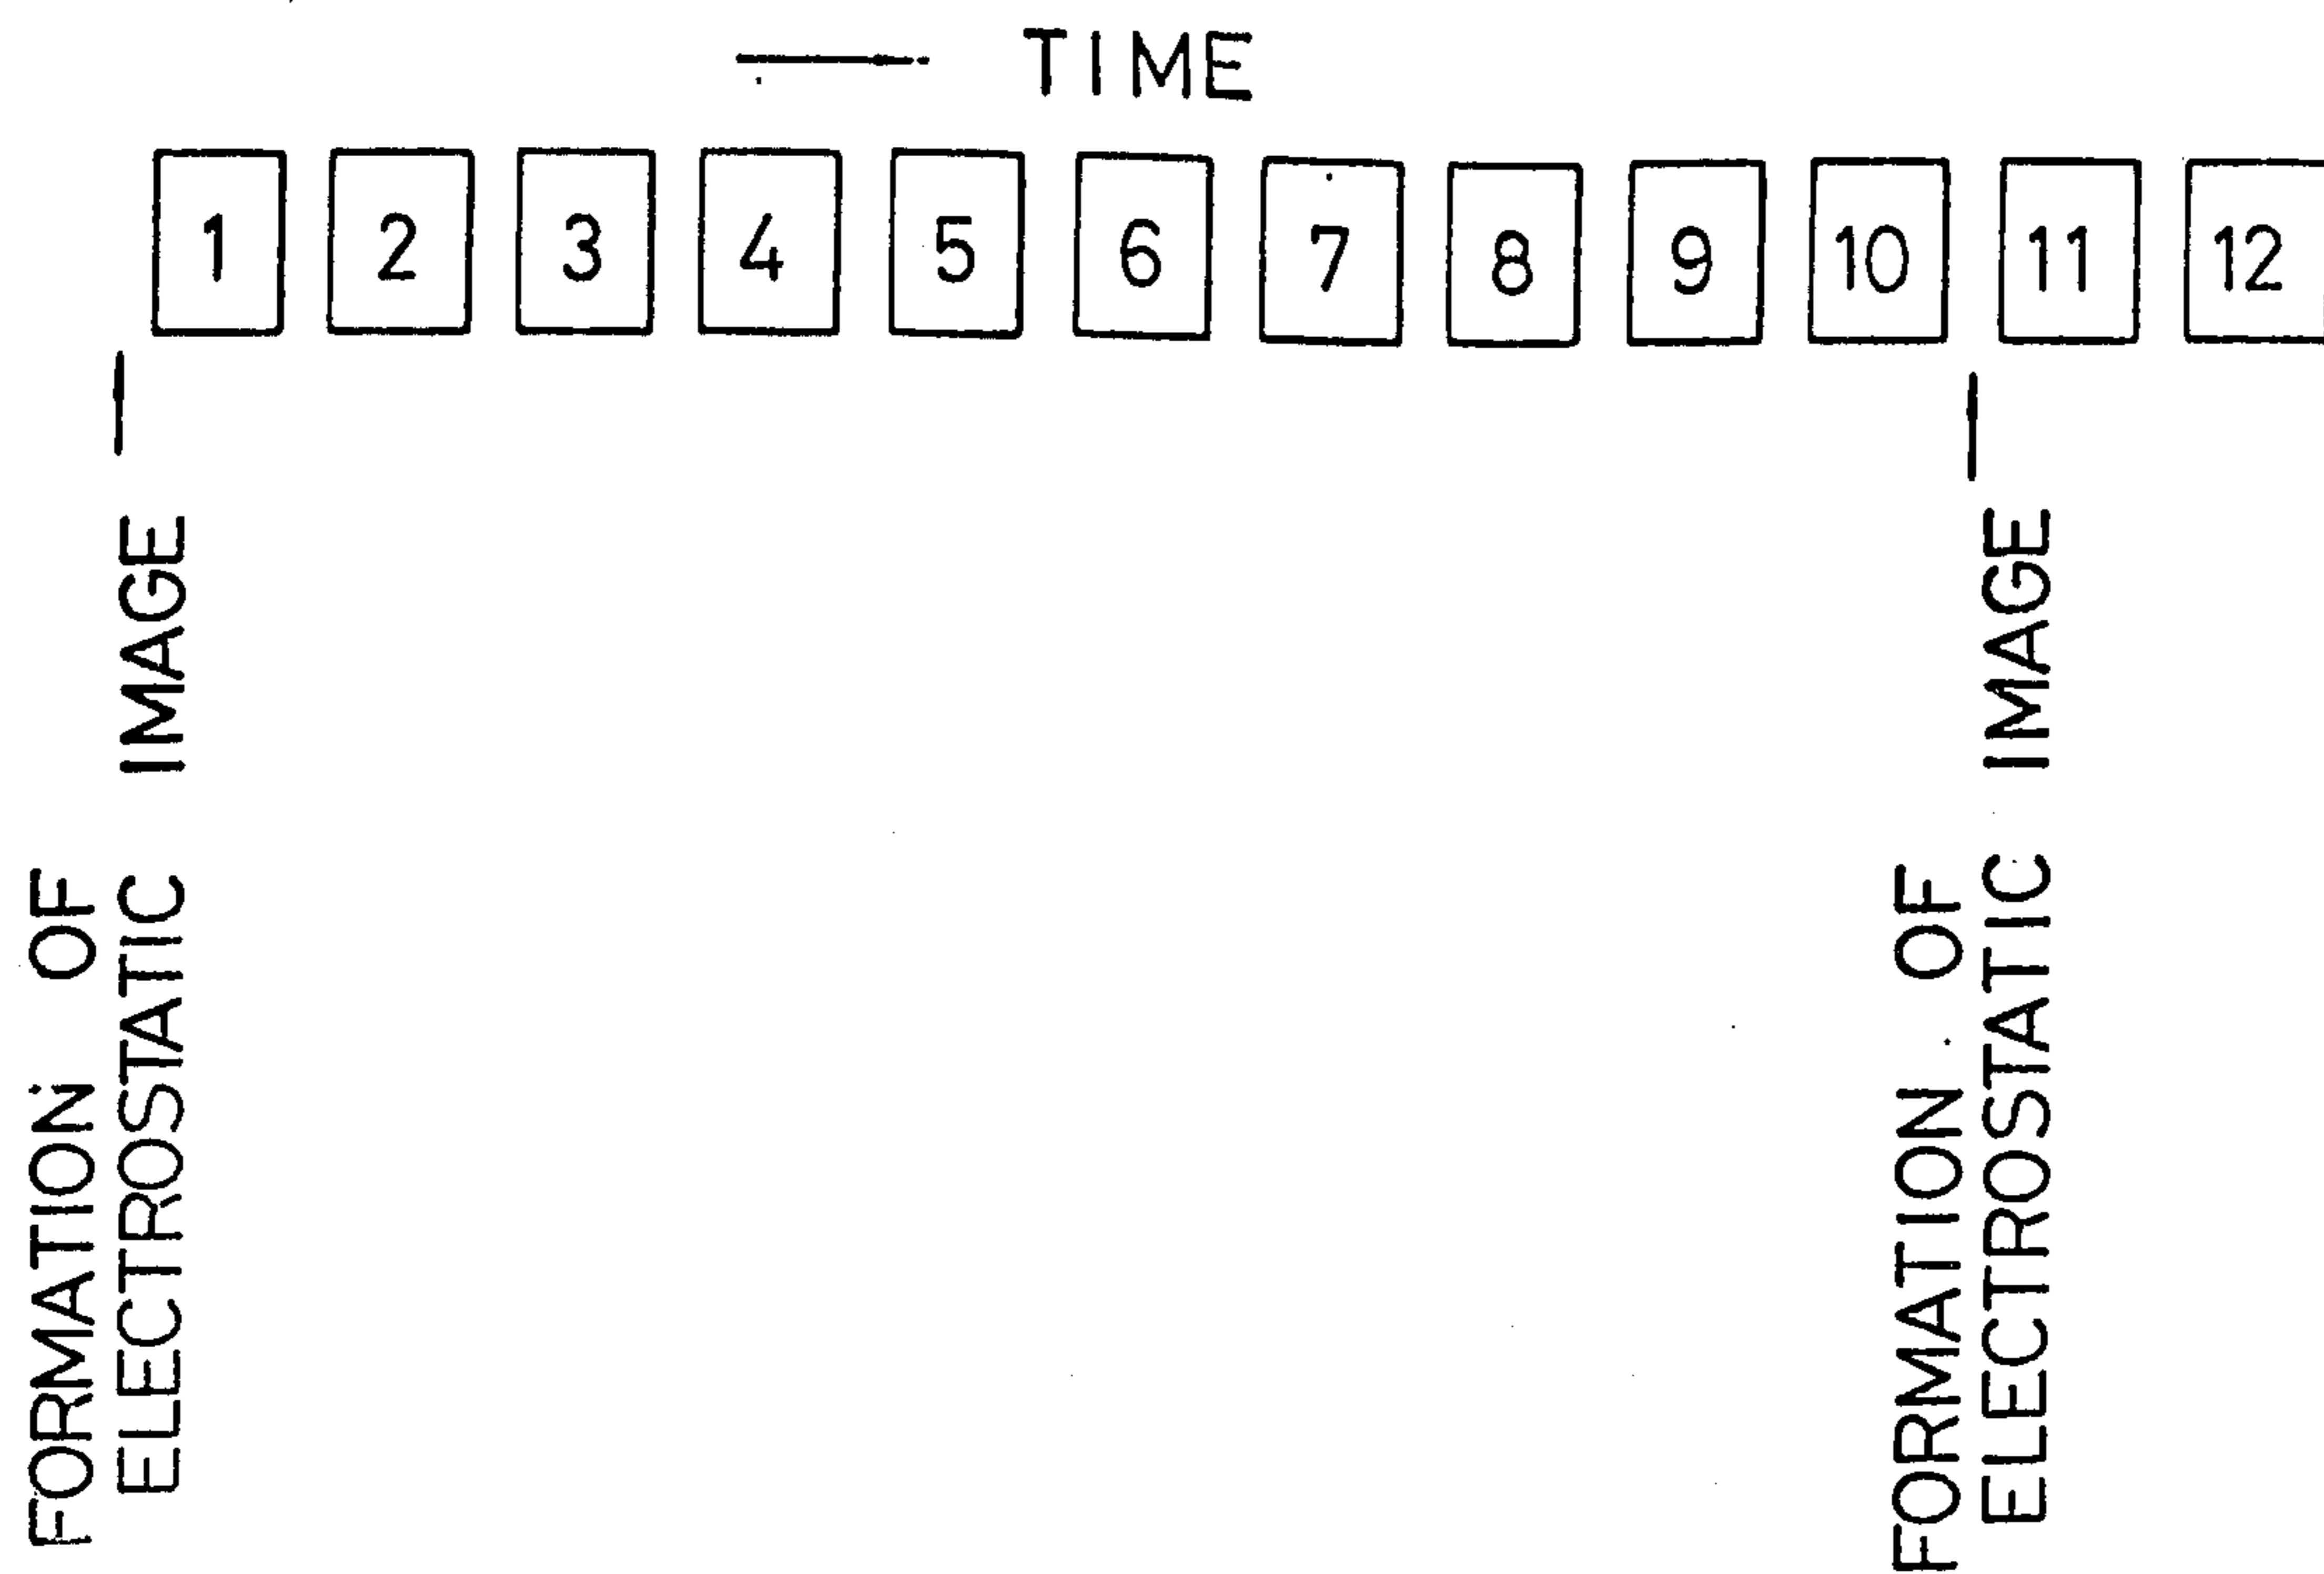 TIME
1 2 3 4 5 6 7 8 9 10 11 12
FORMATION OF
ELECTROSTATIC IMAGE
FORMATION OF
ELECTROSTATIC IMAGE